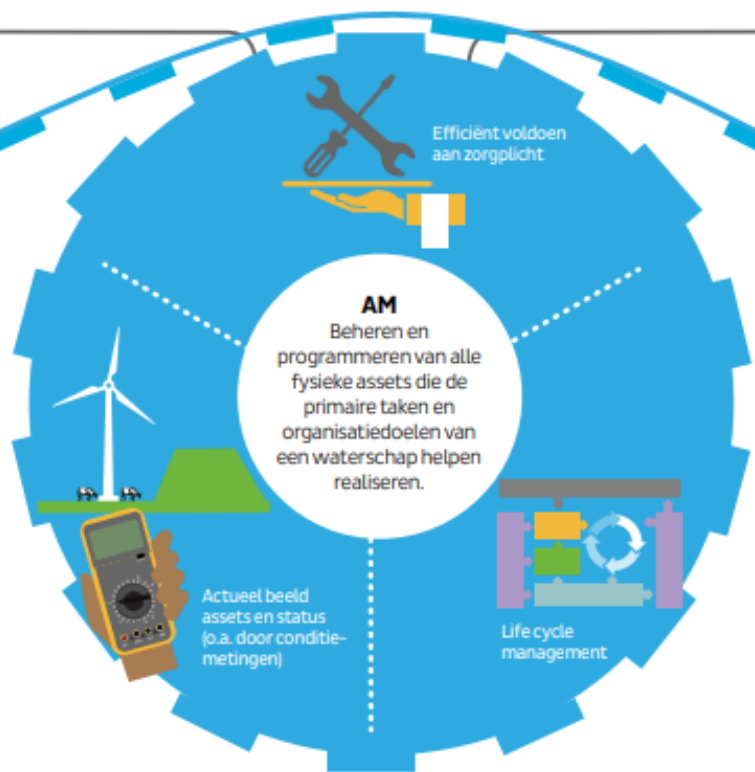 Efficiënt voldoen
aan zorgplicht
AM
Beheren en
programmeren van alle
fysieke assets die de
primaire taken en
organisatiedoelen van
een waterschap helpen
realiseren.
Actueel beeld
assets en status
(o.a. door conditie-
metingen)
Life cycle
management